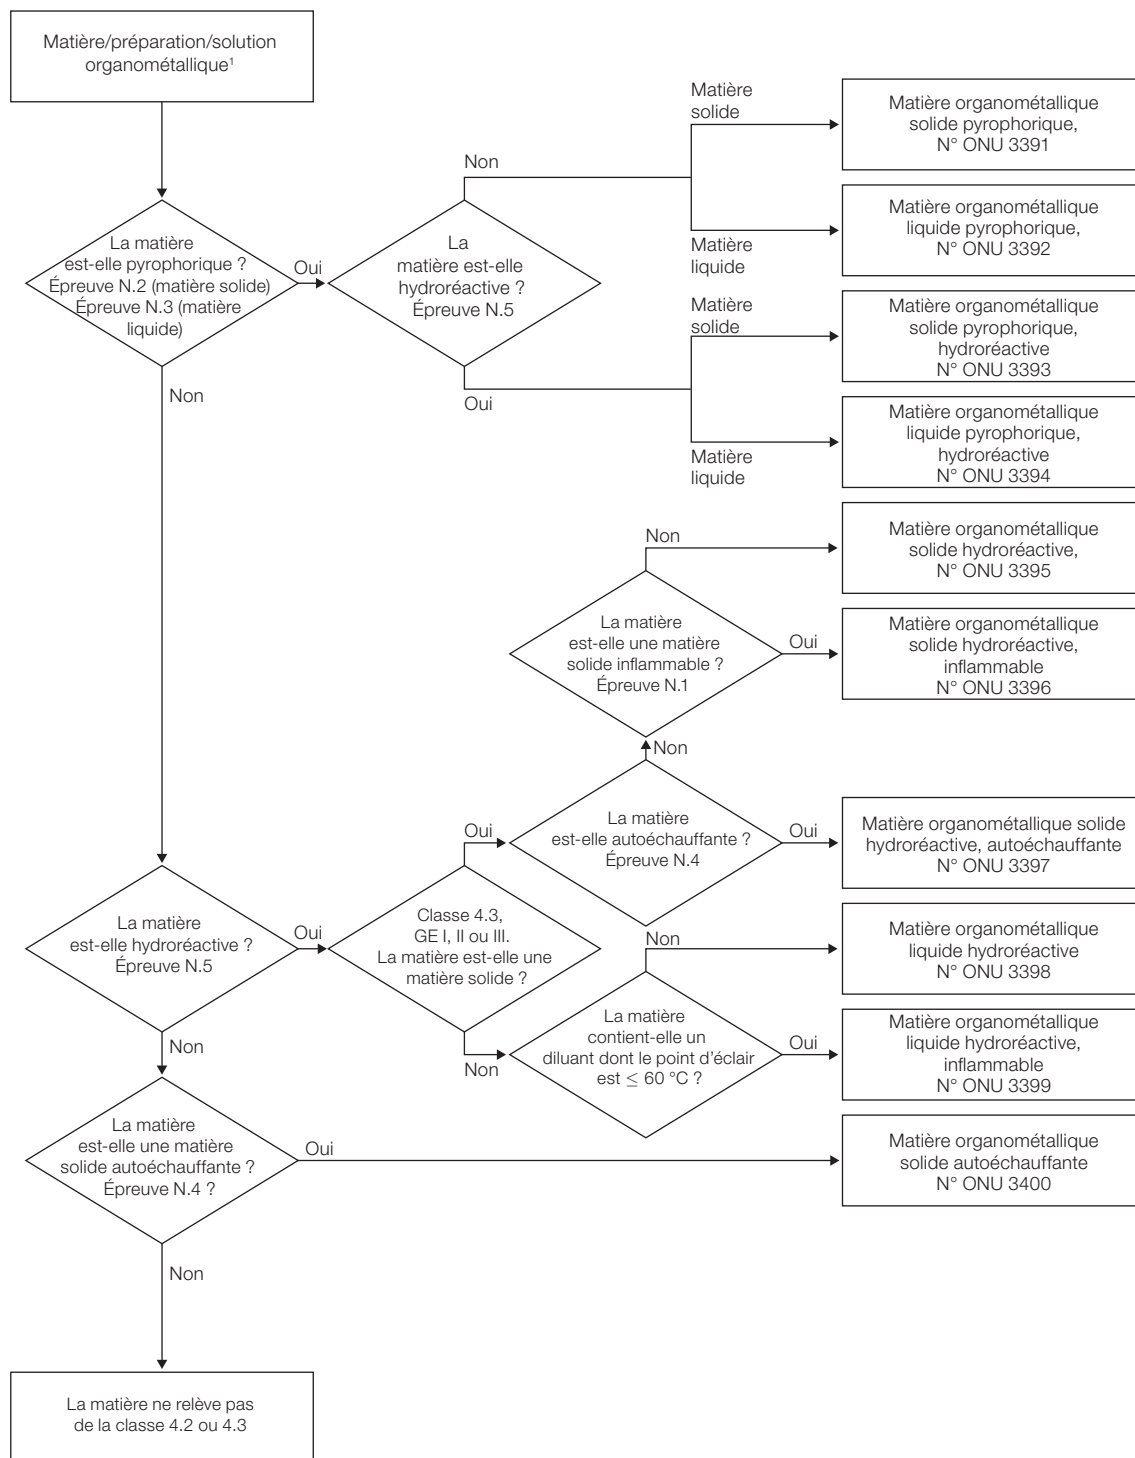 Matière/préparation/solution
organométallique¹
La matière
est-elle pyrophorique ?
Épreuve N.2 (matière solide)
Épreuve N.3 (matière
liquide)
Oui
Non
La
matière est-elle
hydroréactive ?
Épreuve N.5
Non
Oui
Matière
solide
Matière
liquide
Matière
solide
Matière
liquide
Matière organométallique
solide pyrophorique,
N° ONU 3391
Matière organométallique
liquide pyrophorique,
N° ONU 3392
Matière organométallique
solide pyrophorique,
hydroréactive
N° ONU 3393
Matière organométallique
liquide pyrophorique,
hydroréactive
N° ONU 3394
Non
Matière organométallique
solide hydroréactive,
N° ONU 3395
La matière
est-elle une matière
solide inflammable ?
Épreuve N.1
Oui
Matière organométallique
solide hydroréactive,
inflammable
N° ONU 3396
Non
La matière
est-elle autoéchauffante ?
Épreuve N.4
Oui
Matière organométallique solide
hydroréactive, autoéchauffante
N° ONU 3397
La matière
est-elle hydroréactive ?
Épreuve N.5
Oui
Non
Classe 4.3,
GE I, II ou III.
La matière est-elle une
matière solide ?
Oui
Non
Non
Matière organométallique
liquide hydroréactive
N° ONU 3398
La matière
contient-elle un
diluant dont le point d'éclair
est ≤ 60 °C ?
Oui
Matière organométallique
liquide hydroréactive,
inflammable
N° ONU 3399
La matière
est-elle une matière
solide autoéchauffante ?
Épreuve N.4 ?
Oui
Matière organométallique
solide autoéchauffante
N° ONU 3400
Non
La matière ne relève pas
de la classe 4.2 ou 4.3